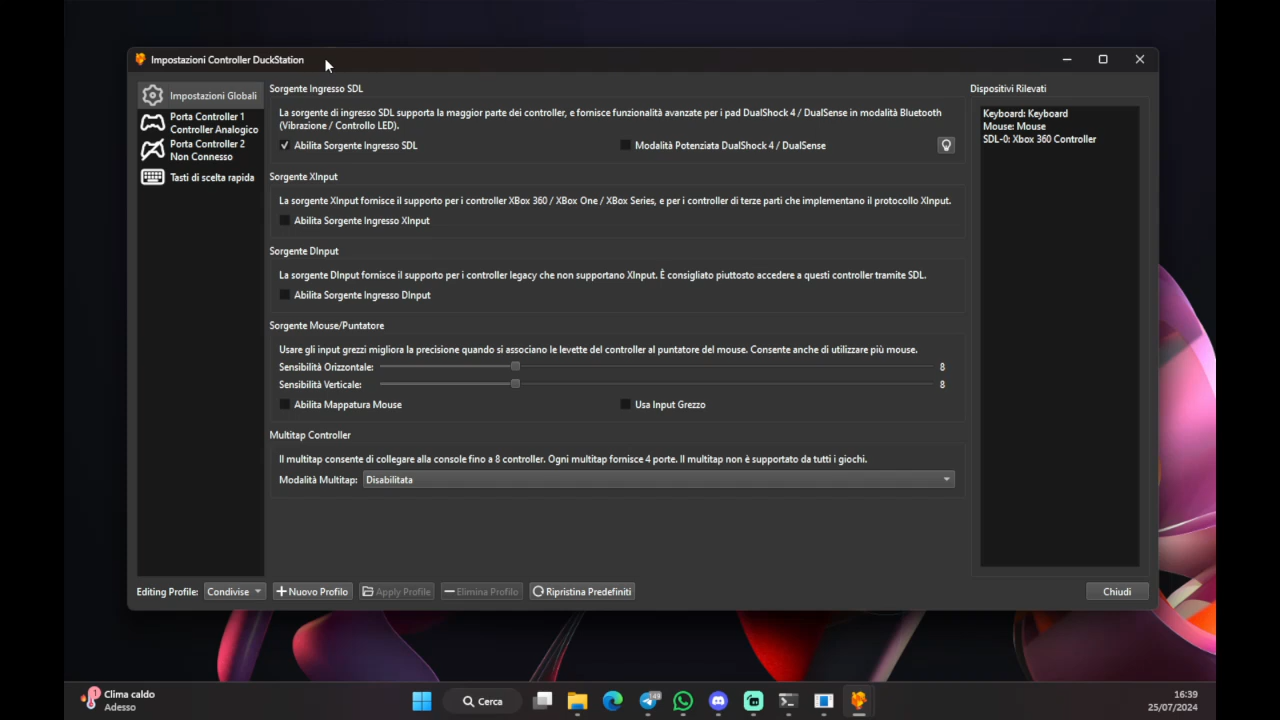 Impostazioni Controller DuckStation
Impostazioni Globali
Porta Controller 1
Controller Analogico
Porta Controller 2
Non Connesso
Tasti di scelta rapida
Sorgente Ingresso SDL
La sorgente di ingresso SDL supporta la maggior parte dei controller, e fornisce funzionalità avanzate per i pad DualShock 4 / DualSense in modalità Bluetooth
(Vibrazione / Controllo LED).
Abilita Sorgente Ingresso SDL
Modalità Potenziata DualShock 4 / DualSense
Sorgente XInput
La sorgente XInput fornisce il supporto per i controller XBox 360 / XBox One / XBox Series, e per i controller di terze parti che implementano il protocollo XInput.
Abilita Sorgente Ingresso XInput
Sorgente DInput
La sorgente DInput fornisce il supporto per i controller legacy che non supportano XInput. È consigliato piuttosto accedere a questi controller tramite SDL.
Abilita Sorgente Ingresso DInput
Sorgente Mouse/Puntatore
Usare gli input grezzi migliora la precisione quando si associano le levette del controller al puntatore del mouse. Consente anche di utilizzare più mouse.
Sensibilità Orizzontale: 8
Sensibilità Verticale: 8
Abilita Mappatura Mouse
Usa Input Grezzo
Multitap Controller
Il multitap consente di collegare alla console fino a 8 controller. Ogni multitap fornisce 4 porte. Il multitap non è supportato da tutti i giochi.
Modalità Multitap: Disabilitata
Dispositivi Rilevati
Keyboard: Keyboard
Mouse: Mouse
SDL-0: Xbox 360 Controller
Editing Profile: Condivise Nuovo Profilo Apply Profile Elimina Profilo Ripristina Predefiniti Chiudi
Clima caldo
Adesso
Cerca
49
16:39
25/07/2024